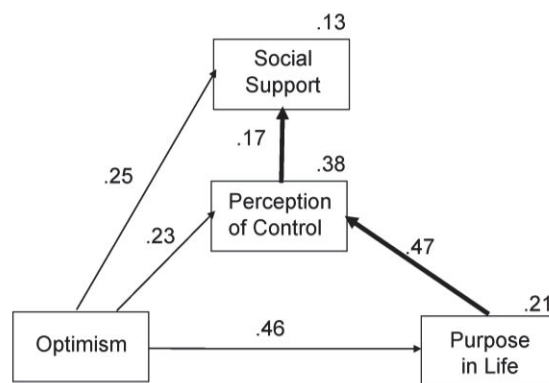 .13
Social
Support
.17
.38
.25
Perception
of Control
.23
.47
.21
Optimism
.46
Purpose
in Life